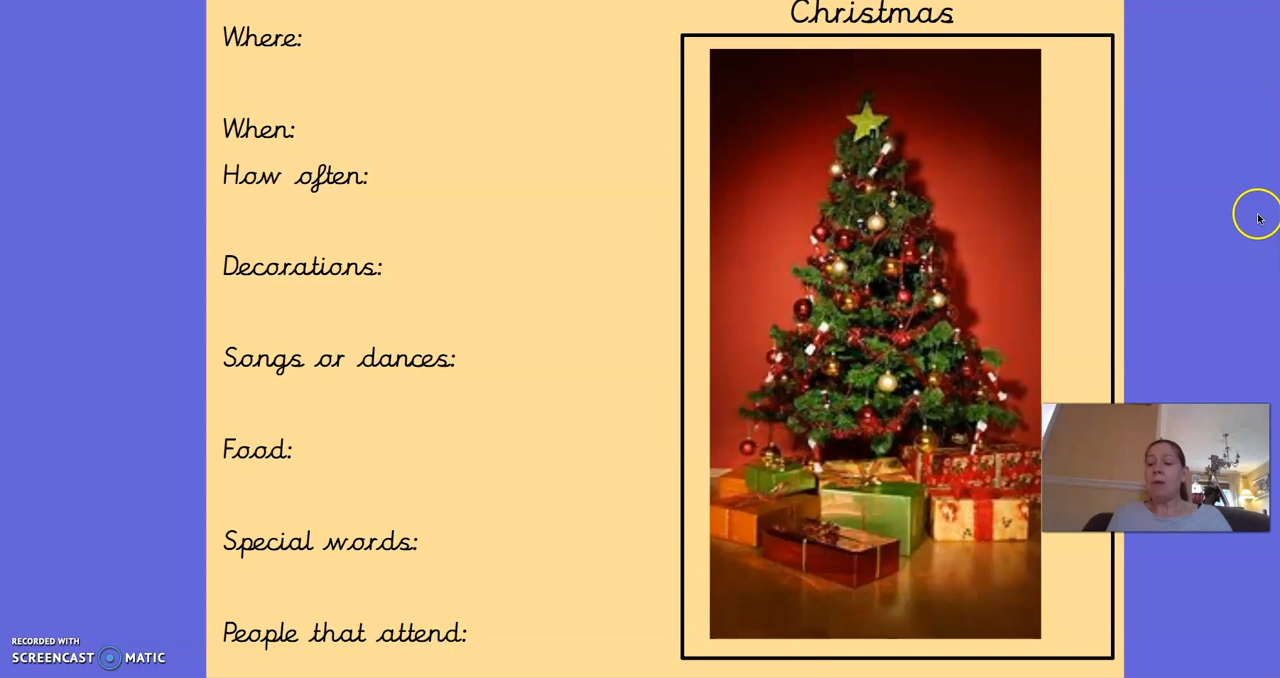 Christmas
Where:
When:
How often:
Decorations:
Songs or dances:
Food:
Special words:
People that attend:
RECORDED WITH
SCREENCAST MATIC